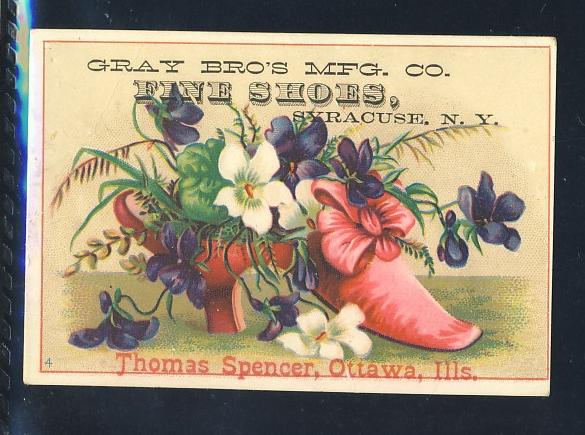 GRAY BRO'S MFG. CO.
FINE SHOES,
SYRACUSE. N. Y.
4
Thomas Spencer, Ottawa, Ills.